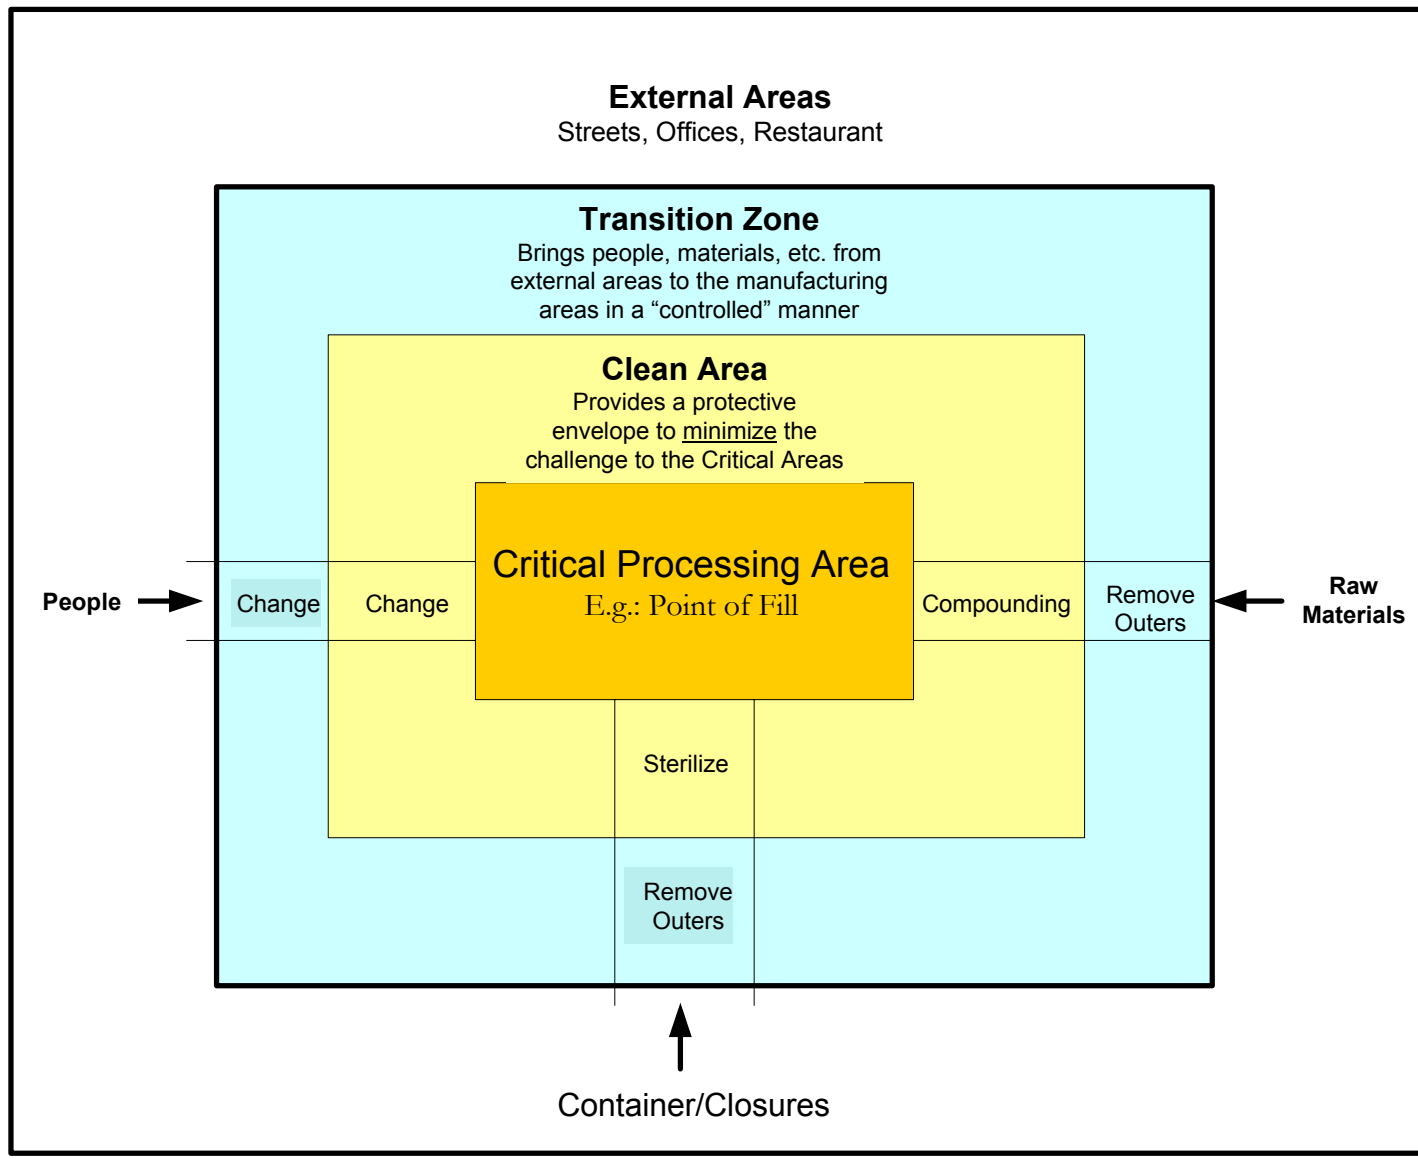 External Areas
Streets, Offices, Restaurant
Transition Zone
Brings people, materials, etc. from
external areas to the manufacturing
areas in a “controlled” manner
Clean Area
Provides a protective
envelope to minimize the
challenge to the Critical Areas
Critical Processing Area
E.g.: Point of Fill
People
Change
Change
Compounding
Remove
Outers
Raw
Materials
Sterilize
Remove
Outers
Container/Closures